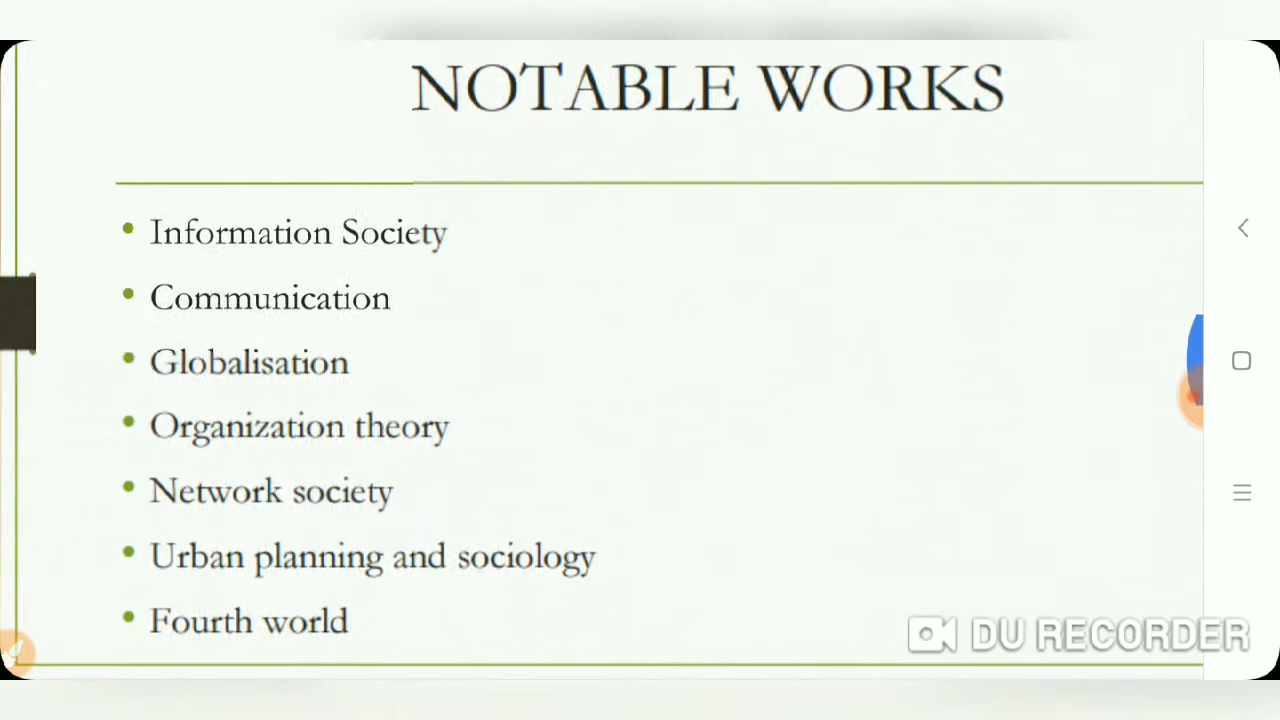 NOTABLE WORKS
Information Society
Communication
Globalisation
Organization theory
Network society
Urban planning and sociology
Fourth world
DU RECORDER